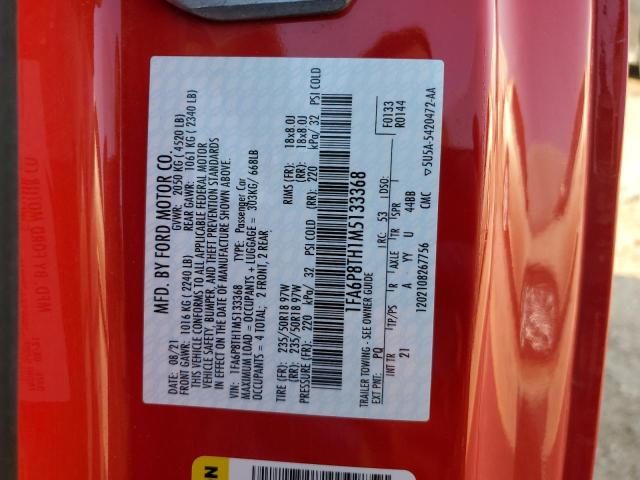 MFD. BY FORD MOTOR CO.
DATE: 08/21 GVWR: 2050 KG (4520 LB)
FRONT GAWR: 1016 KG (2240 LB) REAR GAWR: 1061 KG (2340 LB)
THIS VEHICLE CONFORMS TO ALL APPLICABLE FEDERAL MOTOR
VEHICLE SAFETY, BUMPER, AND THEFT PREVENTION STANDARDS
IN EFFECT ON THE DATE OF MANUFACTURE SHOWN ABOVE.
VIN: 1FA6P8TH1M5133368 TYPE: Passenger Car
MAXIMUM LOAD = OCCUPANTS + LUGGAGE = 303KG/ 668LB
OCCUPANTS = 4 TOTAL; 2 FRONT, 2 REAR
TIRE (FR): 235/50R18 97W RIMS (FR): 18x8.0J
(RR): 235/50R18 97W (RR): 18x8.0J
PRESSURE (FR): 220 kPa/ 32 PSI COLD (RR): 220 kPa/ 32 PSI COLD
1FA6P8TH1M5133368
TRAILER TOWING - SEE OWNER GUIDE F0133
EXT PNT: PQ RC: 53 DSO: R0144
INT TR TP/PS R AXLE TR SPR
21 A YY U 44BB
1202108267756 CMC 5U5A-5420472-AA